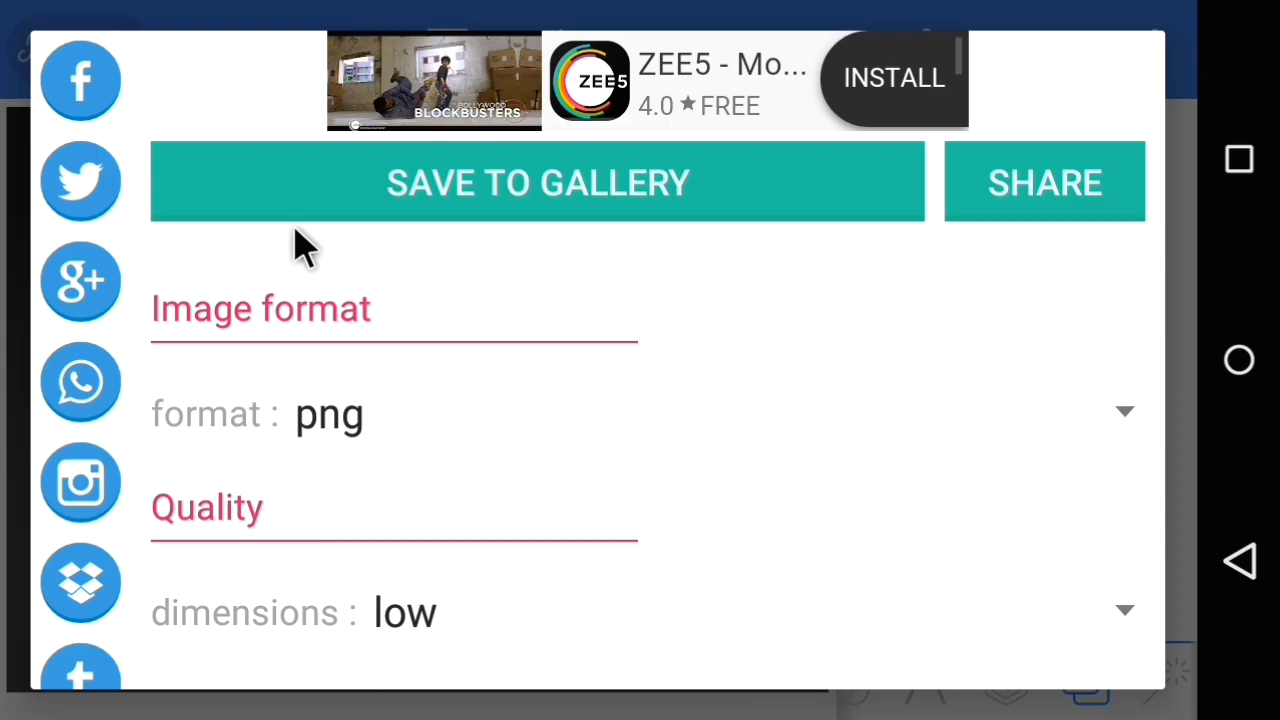 BOLLYWOOD
BLOCKBUSTERS
ZEE5
ZEE5 - Mo...
4.0 ★ FREE
INSTALL
SAVE TO GALLERY
SHARE
Image format
format : png
Quality
dimensions : low
f
g+
t